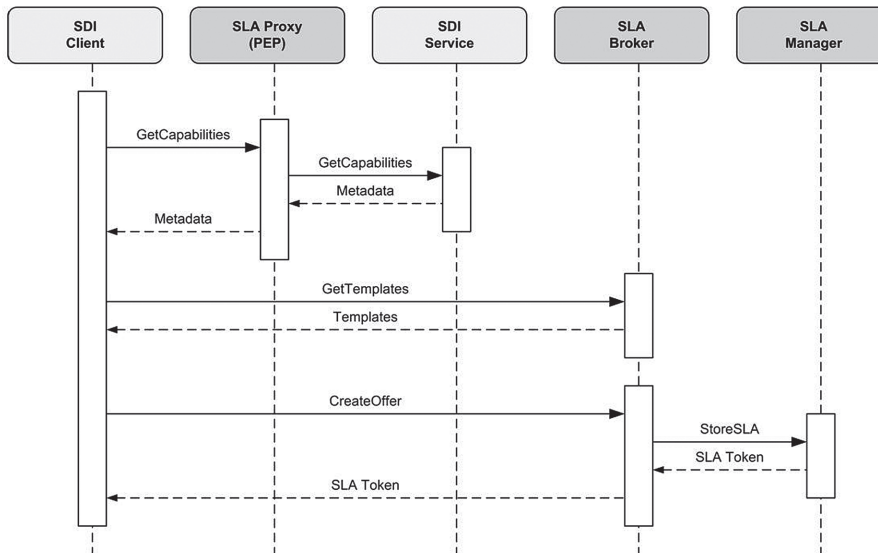 SDI
Client
SLA Proxy
(PEP)
SDI
Service
SLA
Broker
SLA
Manager
GetCapabilities
GetCapabilities
Metadata
Metadata
GetTemplates
Templates
CreateOffer
StoreSLA
SLA Token
SLA Token